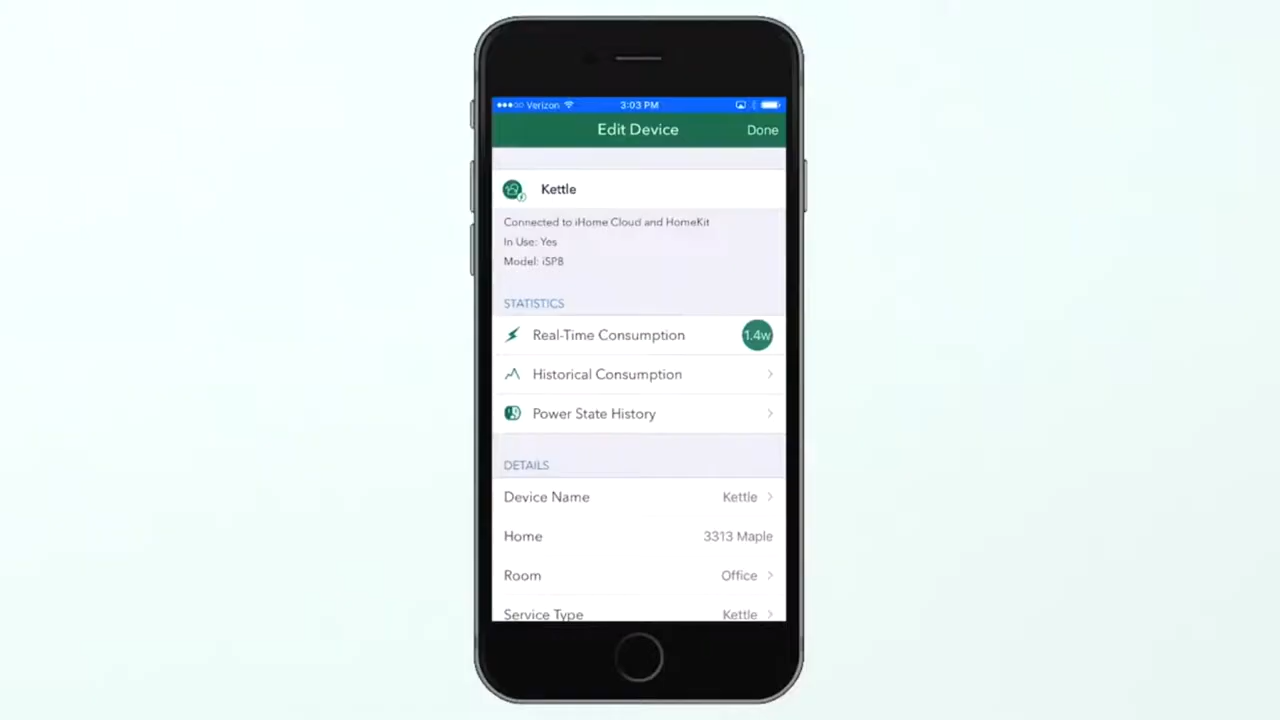 Verizon 3:03 PM
Edit Device Done
Kettle
Connected to iHome Cloud and HomeKit
In Use: Yes
Model: iSP8
STATISTICS
Real-Time Consumption 1.4w
Historical Consumption
Power State History
DETAILS
Device Name Kettle
Home 3313 Maple
Room Office
Service Type Kettle